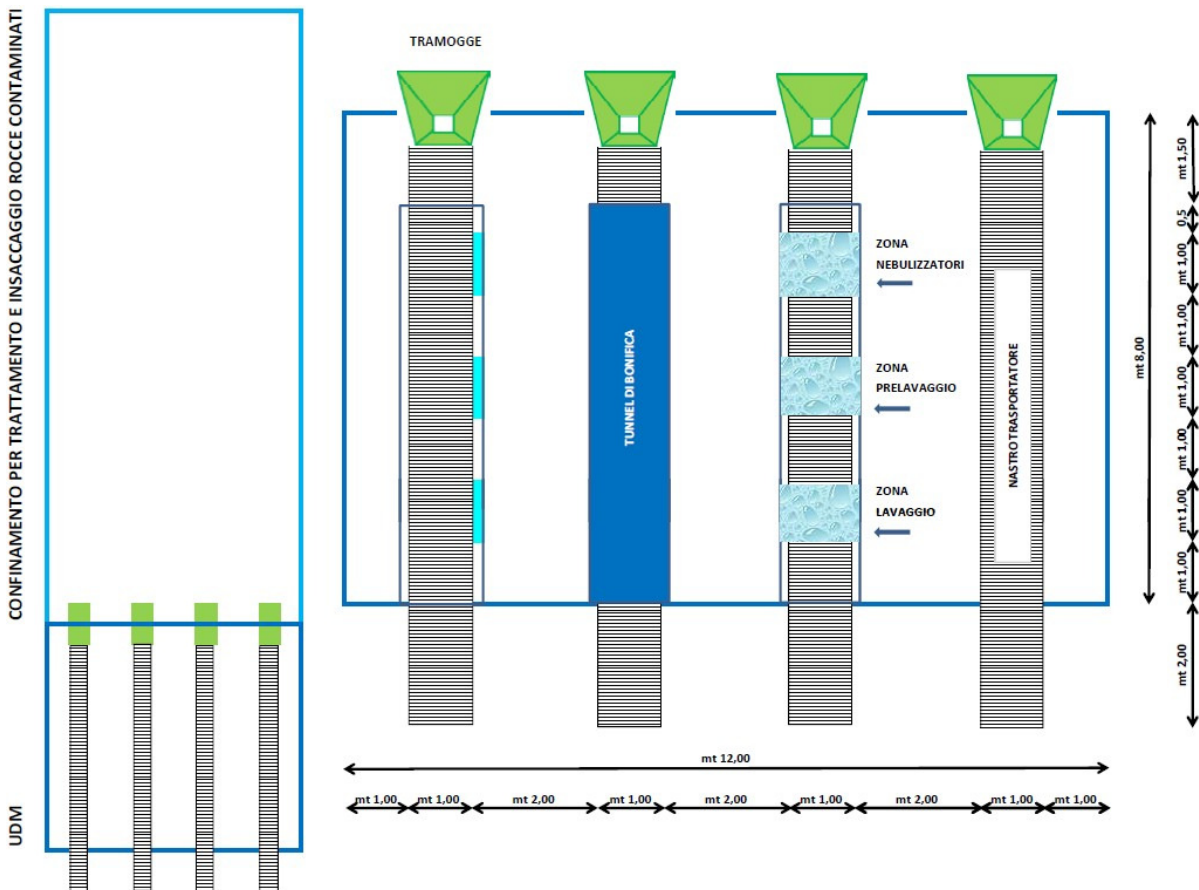 CONFINAMENTO PER TRATTAMENTO E INSACCAGGIO ROCCE CONTAMINATI
UDM
TRAMOGGE
TUNNEL DI BONIFICA
ZONA
NEBULIZZATORI
ZONA
PRELAVAGGIO
ZONA
LAVAGGIO
NASTRO TRASPORTATORE
mt 8,00
mt 1,50
0,5
mt 1,00
mt 1,00
mt 1,00
mt 1,00
mt 1,00
mt 1,00
mt 2,00
mt 12,00
mt 1,00 mt 1,00 mt 2,00 mt 1,00 mt 2,00 mt 1,00 mt 2,00 mt 1,00 mt 1,00